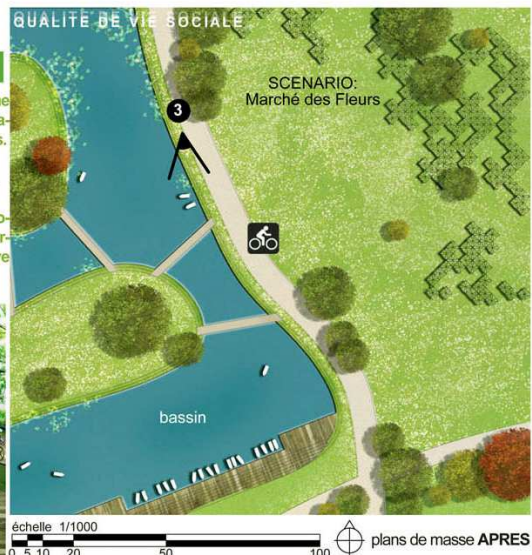 QUALITE DE VIE SOCIALE
SCENARIO:
Marché des Fleurs
3
bassin
échelle 1/1000
0 5 10 20 50 100
plans de masse APRES